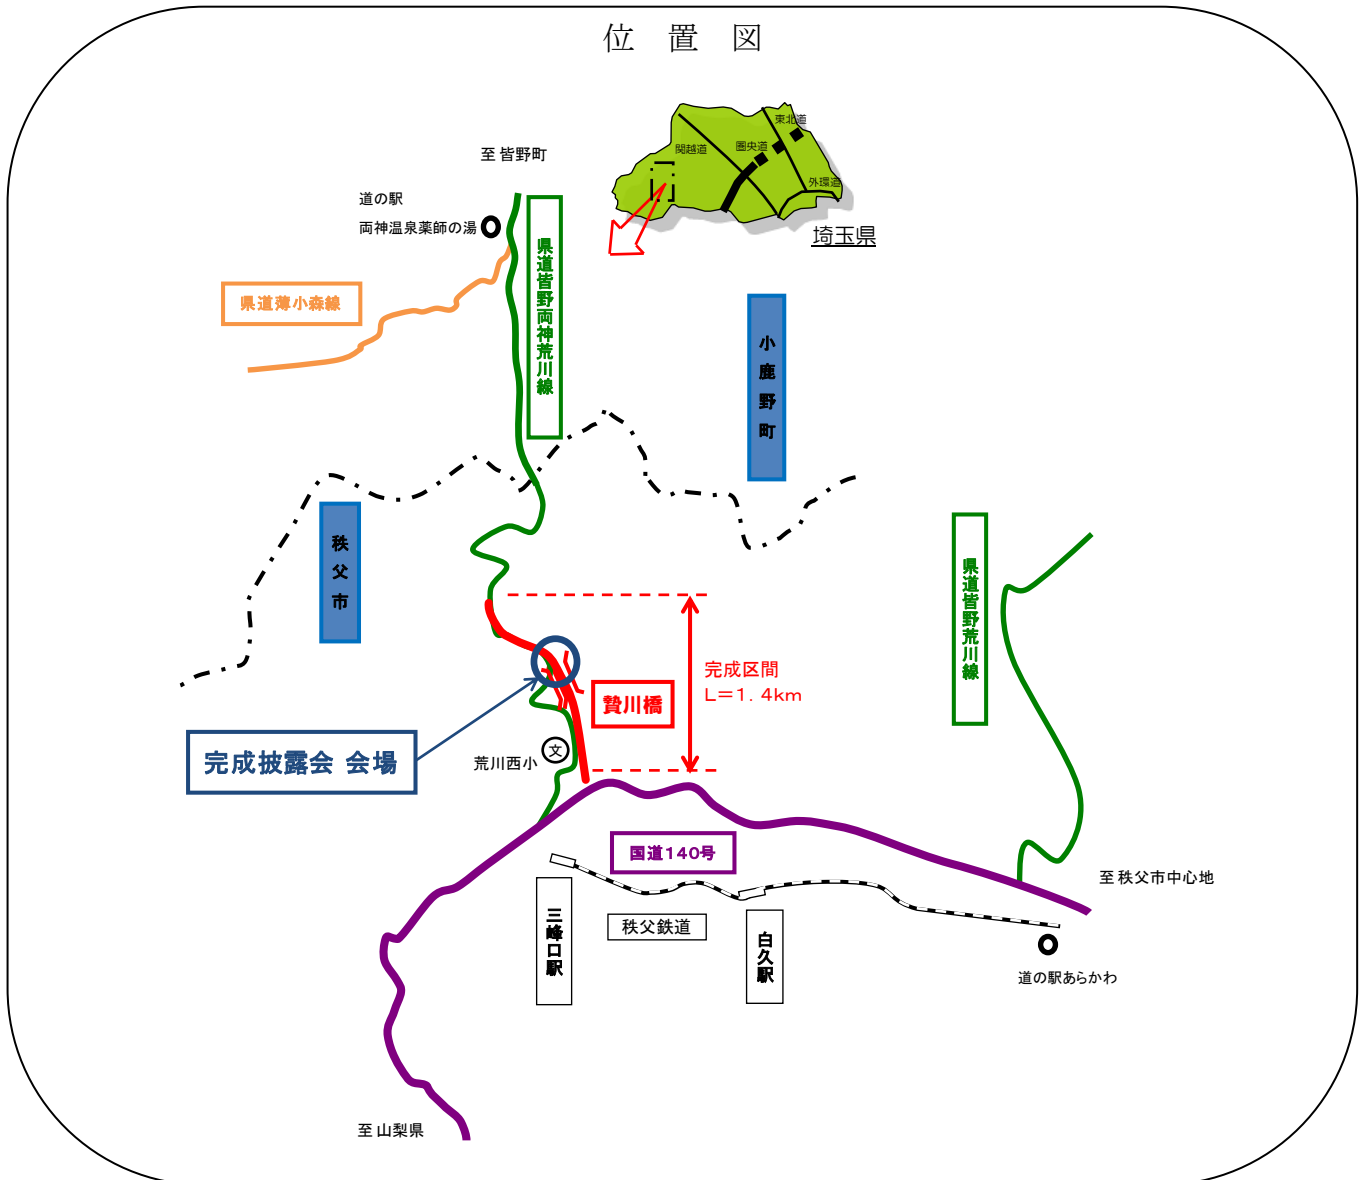 位 置 図
東北道
関越道
圏央道
外環道
埼玉県
至 皆野町
道の駅
両神温泉薬師の湯
県道皆野両神荒川線
県道薄小森線
小鹿野町
秩父市
県道皆野荒川線
完成区間
L=1.4km
贄川橋
完成披露会 会場
荒川西小
文
国道140号
至 秩父市中心地
三峰口駅
秩父鉄道
白久駅
道の駅あらかわ
至 山梨県